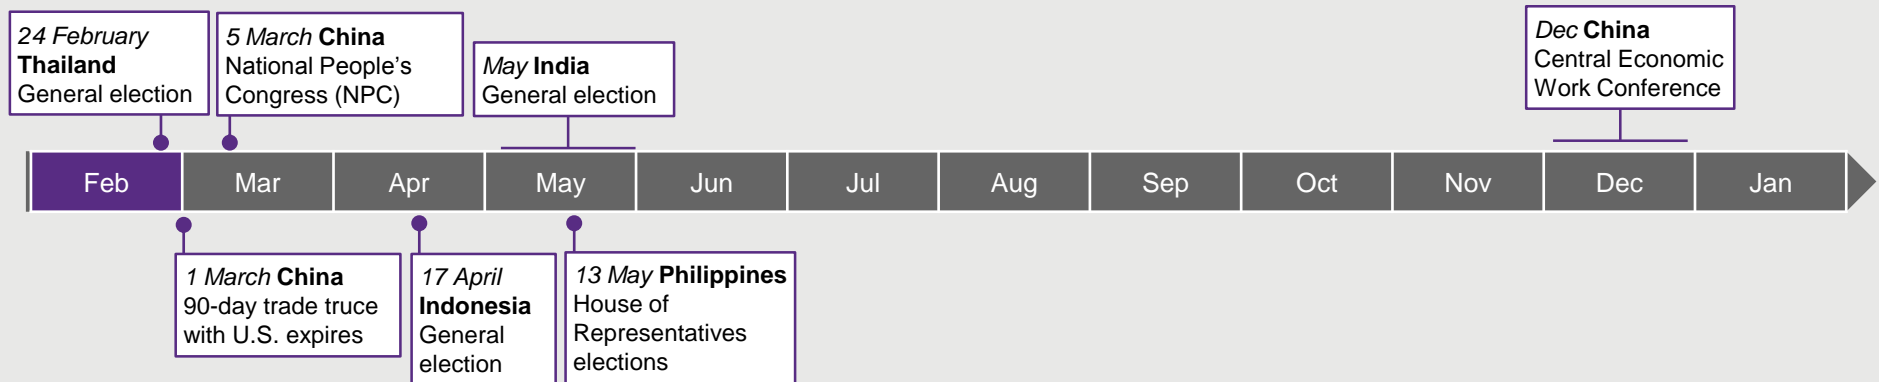 24 February
Thailand
General election
5 March China
National People's
Congress (NPC)
May India
General election
Dec China
Central Economic
Work Conference
Feb
Mar
Apr
May
Jun
Jul
Aug
Sep
Oct
Nov
Dec
Jan
1 March China
90-day trade truce
with U.S. expires
17 April
Indonesia
General
election
13 May Philippines
House of
Representatives
elections